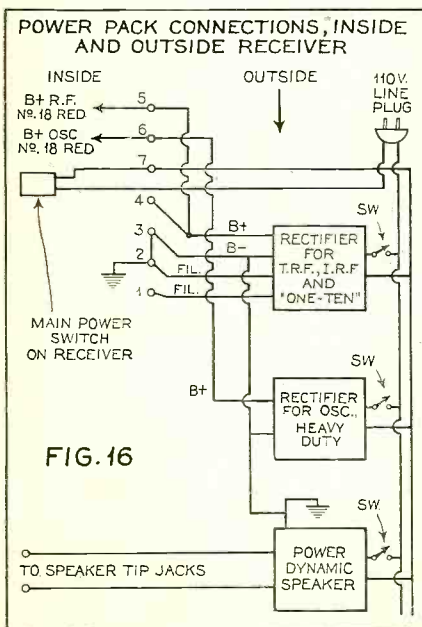 POWER PACK CONNECTIONS, INSIDE
AND OUTSIDE RECEIVER
INSIDE
OUTSIDE
110 V.
LINE
PLUG
B+ R.F.
Nº. 18 RED
5
B+ OSC
Nº. 18 RED
6
7
4
3
2
1
B+
B-
FIL.
FIL.
SW
RECTIFIER
FOR
T.R.F., I.R.F
AND
"ONE-TEN"
MAIN POWER
SWITCH
ON RECEIVER
B+
SW
RECTIFIER
FOR OSC.,
HEAVY
DUTY
FIG. 16
SW.
POWER
DYNAMIC
SPEAKER
TO SPEAKER TIP JACKS